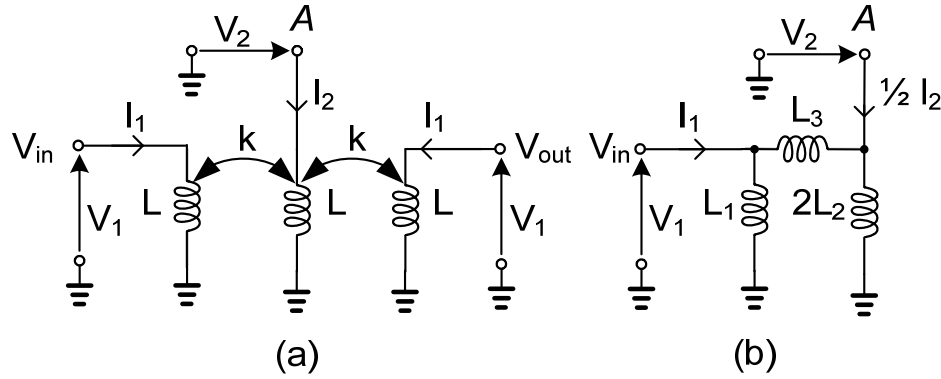 A A
V₂ V₂
I₁ I₂ I₁ I₁ L₃ ½ I₂
Vin k k Vout Vin
V₁ L L L V₁ V₁ L₁ 2L₂
(a) (b)